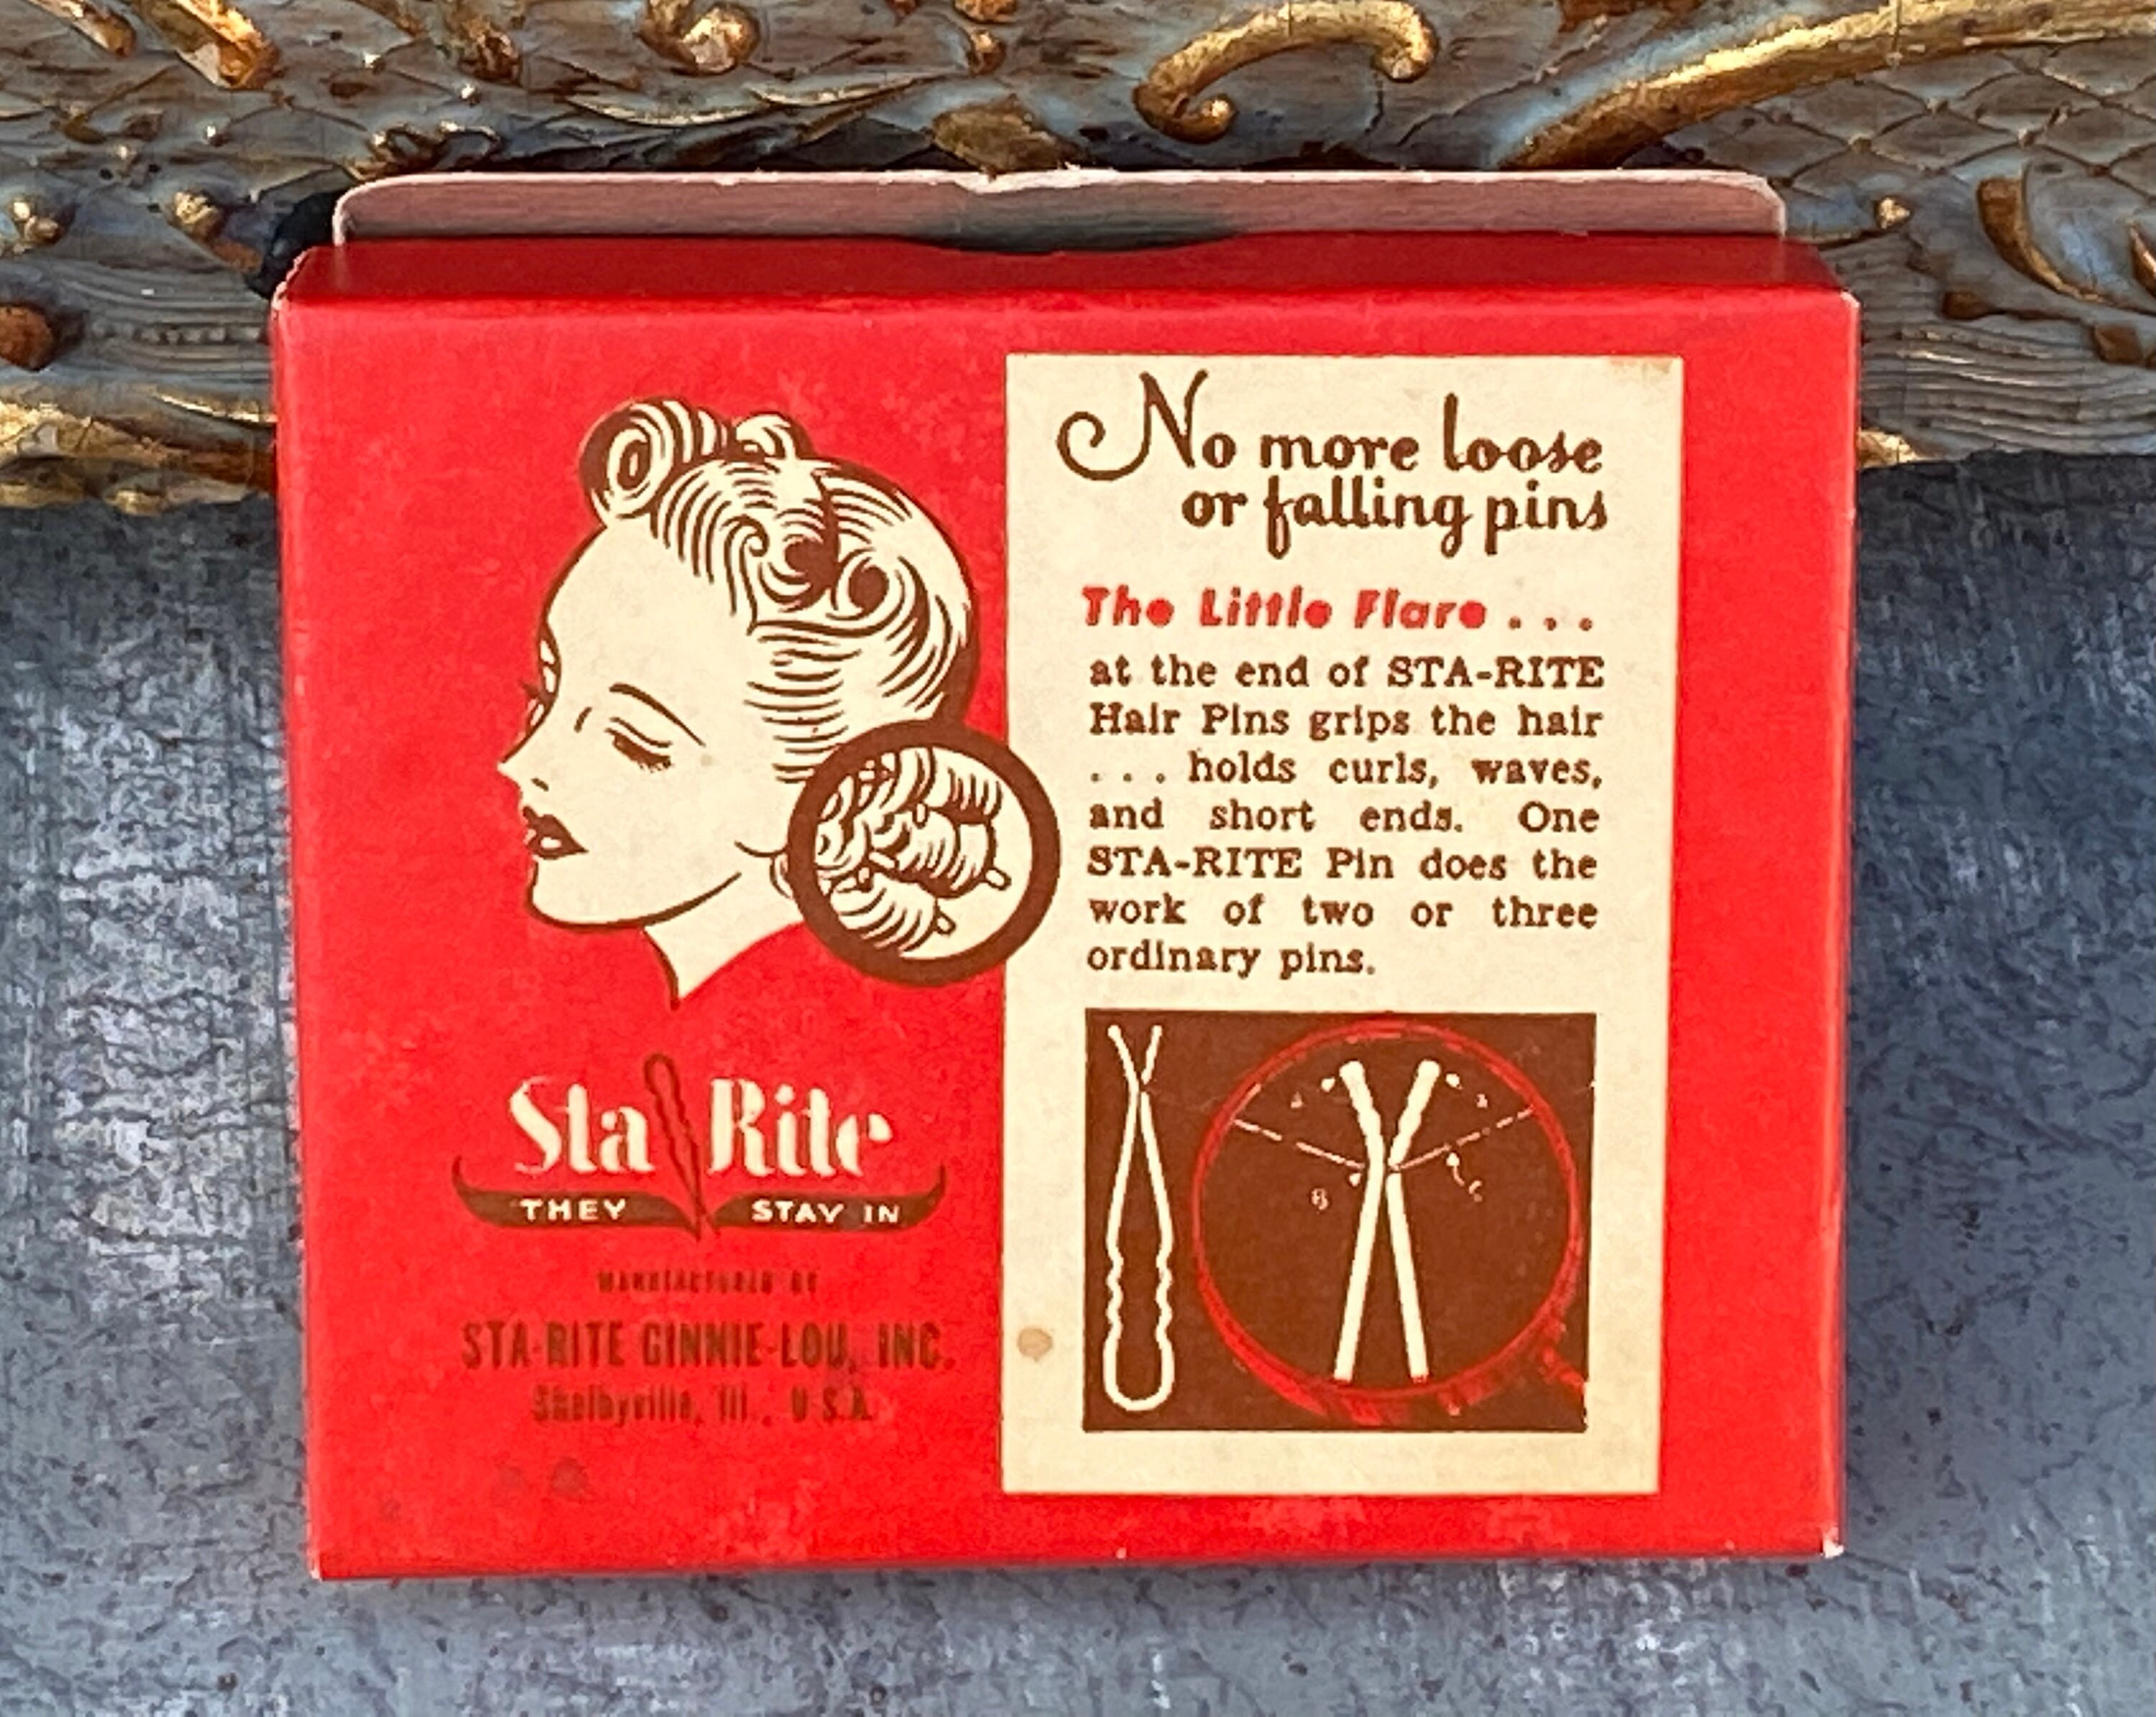 No more loose
or falling pins
The Little Flare . . .
at the end of STA-RITE
Hair Pins grips the hair
. . . holds curls, waves,
and short ends. One
STA-RITE Pin does the
work of two or three
ordinary pins.
B
Sta Rite
THEY STAY IN
MANUFACTURED BY
STA-RITE GINNIE-LOU, INC.
Shelbyville, Ill., U.S.A.